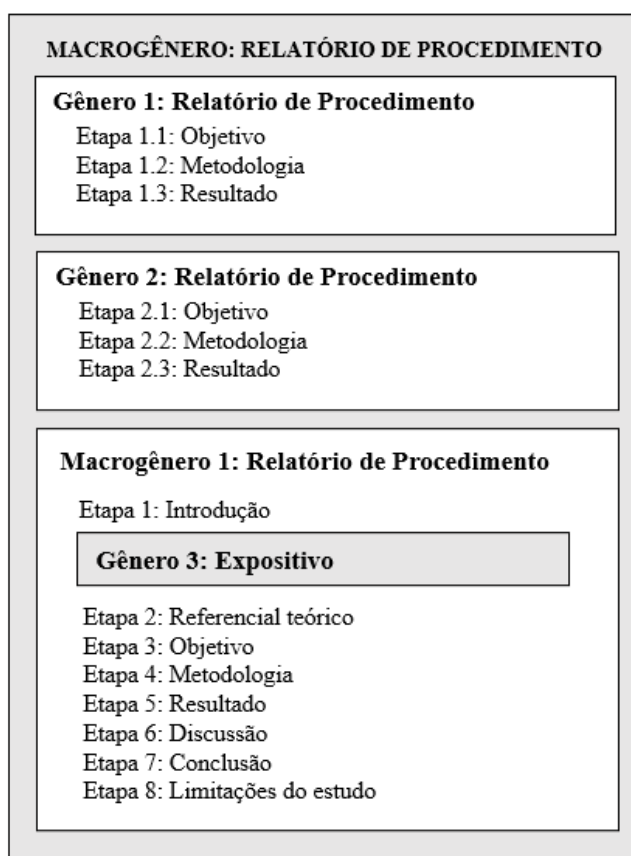 MACROGÊNERO: RELATÓRIO DE PROCEDIMENTO
Gênero 1: Relatório de Procedimento
Etapa 1.1: Objetivo
Etapa 1.2: Metodologia
Etapa 1.3: Resultado
Gênero 2: Relatório de Procedimento
Etapa 2.1: Objetivo
Etapa 2.2: Metodologia
Etapa 2.3: Resultado
Macrogênero 1: Relatório de Procedimento
Etapa 1: Introdução
Gênero 3: Expositivo
Etapa 2: Referencial teórico
Etapa 3: Objetivo
Etapa 4: Metodologia
Etapa 5: Resultado
Etapa 6: Discussão
Etapa 7: Conclusão
Etapa 8: Limitações do estudo